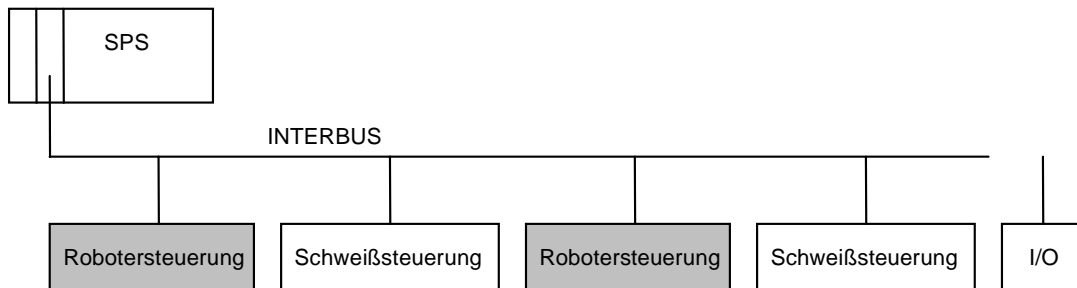 SPS
INTERBUS
Robotersteuerung
Schweißsteuerung
Robotersteuerung
Schweißsteuerung
I/O